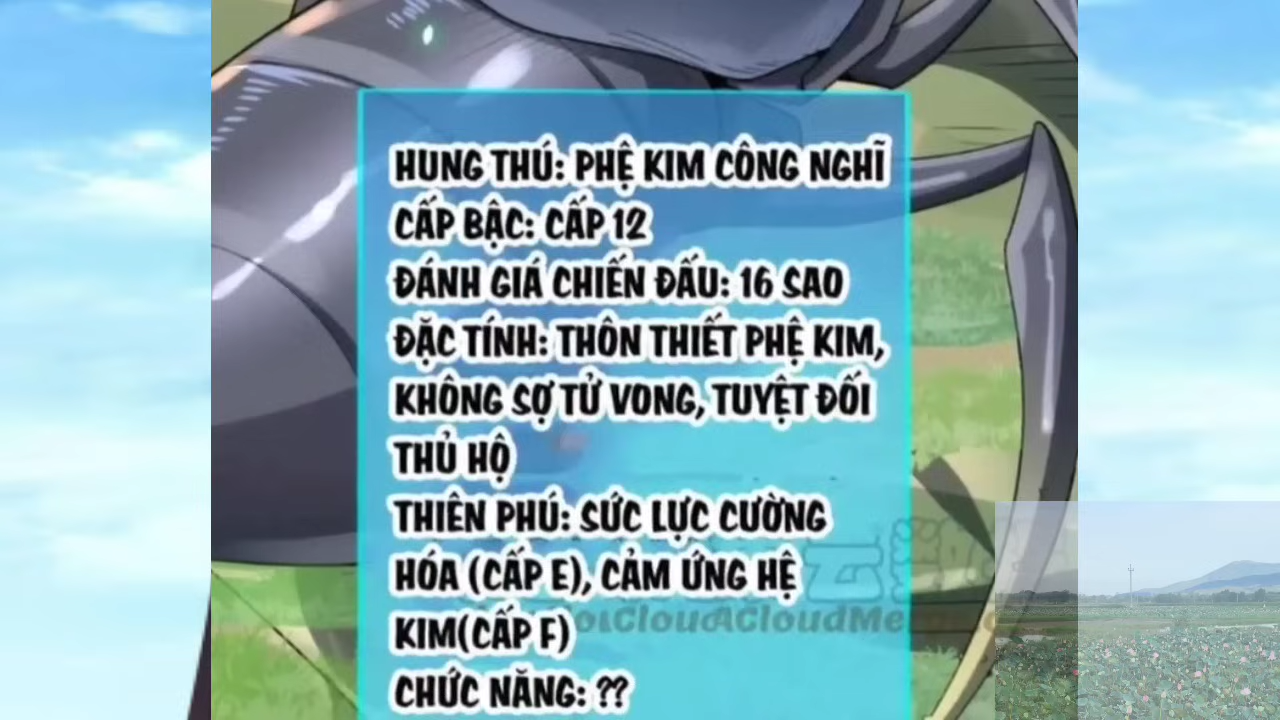 HUNG THÚ: PHỆ KIM CÔNG NGHĨ
CẤP BẬC: CẤP 12
ĐÁNH GIÁ CHIẾN ĐẤU: 16 SAO
ĐẶC TÍNH: THÔN THIẾT PHỆ KIM,
KHÔNG SỢ TỬ VONG, TUYỆT ĐỐI
THỦ HỘ
THIÊN PHÚ: SỨC LỰC CƯỜNG
HÓA (CẤP E), CẢM ỨNG HỆ
KIM(CẤP F)
CHỨC NĂNG: ??